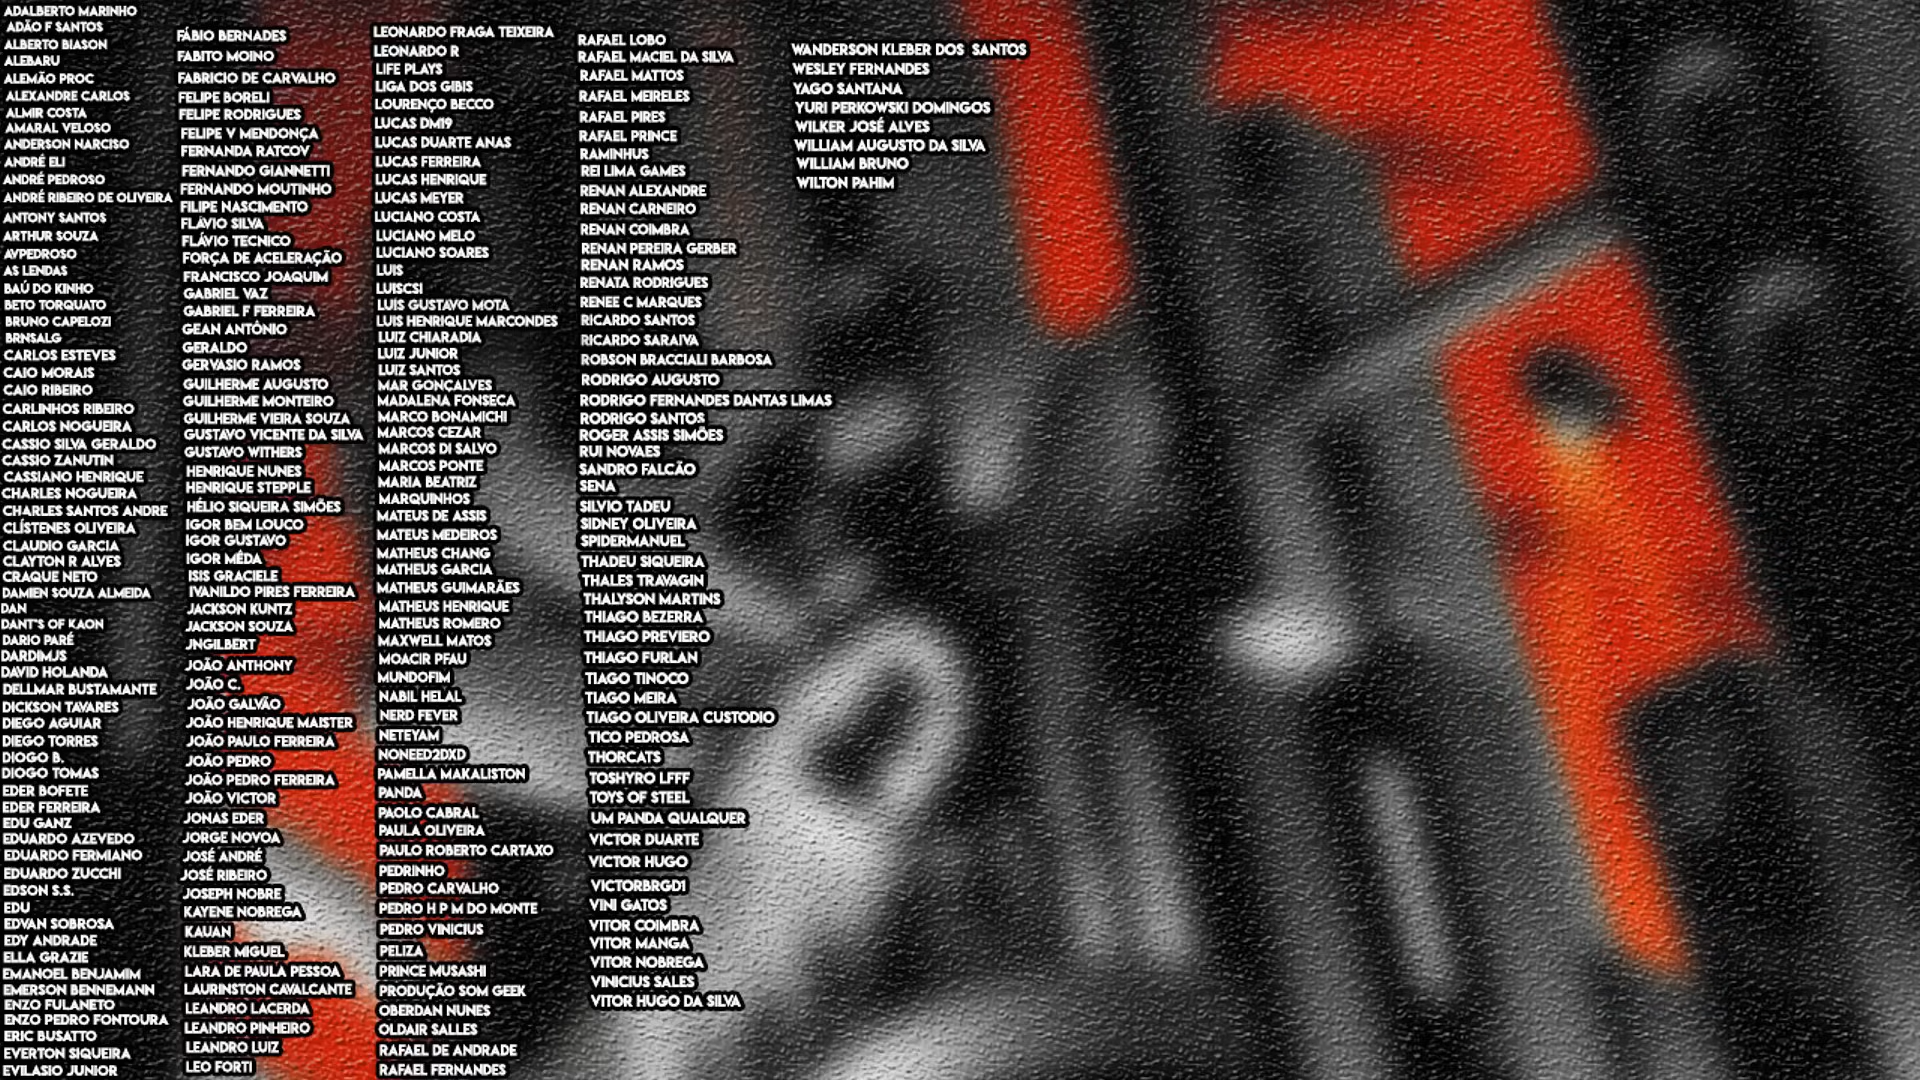 ADALBERTO MARINHO
ADÃO F SANTOS
ALBERTO BIASON
ALEBARU
ALEMÃO PROC
ALEXANDRE CARLOS
ALMIR COSTA
AMARAL VELOSO
ANDERSON NARCISO
ANDRÉ ELI
ANDRÉ PEDROSO
ANDRÉ RIBEIRO DE OLIVEIRA
ANTONY SANTOS
ARTHUR SOUZA
AVPEDROSO
AS LENDAS
BAÚ DO KINHO
BETO TORQUATO
BRUNO CAPELOZI
BRNSALG
CARLOS ESTEVES
CAIO MORAIS
CAIO RIBEIRO
CARLINHOS RIBEIRO
CARLOS NOGUEIRA
CASSIO SILVA GERALDO
CASSIO ZANUTIN
CASSIANO HENRIQUE
CHARLES NOGUEIRA
CHARLES SANTOS ANDRE
CLÍSTENES OLIVEIRA
CLAUDIO GARCIA
CLAYTON R ALVES
CRAQUE NETO
DAMIEN SOUZA ALMEIDA
DAN
DANT'S OF KAON
DARIO PARÉ
DARDIMJS
DAVID HOLANDA
DELLMAR BUSTAMANTE
DICKSON TAVARES
DIEGO AGUIAR
DIEGO TORRES
DIOGO B.
DIOGO TOMAS
EDER BOFETE
EDER FERREIRA
EDU GANZ
EDUARDO AZEVEDO
EDUARDO FERMIANO
EDUARDO ZUCCHI
EDSON S.S.
EDU
EDVAN SOBROSA
EDY ANDRADE
ELLA GRAZIE
EMANOEL BENJAMIM
EMERSON BENNEMANN
ENZO FULANETO
ENZO PEDRO FONTOURA
ERIC BUSATTO
EVERTON SIQUEIRA
EVILASIO JUNIOR
FÁBIO BERNADES
FABITO MOINO
FABRICIO DE CARVALHO
FELIPE BORELI
FELIPE RODRIGUES
FELIPE V MENDONÇA
FERNANDA RATCOV
FERNANDO GIANNETTI
FERNANDO MOUTINHO
FILIPE NASCIMENTO
FLÁVIO SILVA
FLÁVIO TECNICO
FORÇA DE ACELERAÇÃO
FRANCISCO JOAQUIM
GABRIEL VAZ
GABRIEL F FERREIRA
GEAN ANTÔNIO
GERALDO
GERVASIO RAMOS
GUILHERME AUGUSTO
GUILHERME MONTEIRO
GUILHERME VIEIRA SOUZA
GUSTAVO VICENTE DA SILVA
GUSTAVO WITHERS
HENRIQUE NUNES
HENRIQUE STEPPLE
HÉLIO SIQUEIRA SIMÕES
IGOR BEM LOUCO
IGOR GUSTAVO
IGOR MÉDA
ISIS GRACIELE
IVANILDO PIRES FERREIRA
JACKSON KUNTZ
JACKSON SOUZA
JNGILBERT
JOÃO ANTHONY
JOÃO C.
JOÃO GALVÃO
JOÃO HENRIQUE MAISTER
JOÃO PAULO FERREIRA
JOÃO PEDRO
JOÃO PEDRO FERREIRA
JOÃO VICTOR
JONAS EDER
JORGE NOVOA
JOSÉ ANDRÉ
JOSÉ RIBEIRO
JOSEPH NOBRE
KAYENE NOBREGA
KAUAN
KLEBER MIGUEL
LARA DE PAULA PESSOA
LAURINSTON CAVALCANTE
LEANDRO LACERDA
LEANDRO PINHEIRO
LEANDRO LUIZ
LEO FORTI
LEONARDO FRAGA TEIXEIRA
LEONARDO R
LIFE PLAYS
LIGA DOS GIBIS
LOURENÇO BECCO
LUCAS DM19
LUCAS DUARTE ANAS
LUCAS FERREIRA
LUCAS HENRIQUE
LUCAS MEYER
LUCIANO COSTA
LUCIANO MELO
LUCIANO SOARES
LUIS
LUISCSI
LUÍS GUSTAVO MOTA
LUIS HENRIQUE MARCONDES
LUIZ CHIARADIA
LUIZ JUNIOR
LUIZ SANTOS
MAR GONÇALVES
MADALENA FONSECA
MARCO BONAMICHI
MARCOS CEZAR
MARCOS DI SALVO
MARCOS PONTE
MARIA BEATRIZ
MARQUINHOS
MATEUS DE ASSIS
MATEUS MEDEIROS
MATHEUS CHANG
MATHEUS GARCIA
MATHEUS GUIMARÃES
MATHEUS HENRIQUE
MATHEUS ROMERO
MAXWELL MATOS
MOACIR PFAU
MUNDOFIM
NABIL HELAL
NERD FEVER
NETEYAM
NONEED2DXD
PAMELLA MAKALISTON
PANDA
PAOLO CABRAL
PAULA OLIVEIRA
PAULO ROBERTO CARTAXO
PEDRINHO
PEDRO CARVALHO
PEDRO H P M DO MONTE
PEDRO VINICIUS
PELIZA
PRINCE MUSASHI
PRODUÇÃO SOM GEEK
OBERDAN NUNES
OLDAIR SALLES
RAFAEL DE ANDRADE
RAFAEL FERNANDES
RAFAEL LOBO
RAFAEL MACIEL DA SILVA
RAFAEL MATTOS
RAFAEL MEIRELES
RAFAEL PIRES
RAFAEL PRINCE
RAMINHUS
REI LIMA GAMES
RENAN ALEXANDRE
RENAN CARNEIRO
RENAN COIMBRA
RENAN PEREIRA GERBER
RENAN RAMOS
RENATA RODRIGUES
RENEE C MARQUES
RICARDO SANTOS
RICARDO SARAIVA
ROBSON BRACCIALI BARBOSA
RODRIGO AUGUSTO
RODRIGO FERNANDES DANTAS LIMAS
RODRIGO SANTOS
ROGER ASSIS SIMÕES
RUI NOVAES
SANDRO FALCÃO
SENA
SILVIO TADEU
SIDNEY OLIVEIRA
SPIDERMANUEL
THADEU SIQUEIRA
THALES TRAVAGIN
THALYSON MARTINS
THIAGO BEZERRA
THIAGO PREVIERO
THIAGO FURLAN
TIAGO TINOCO
TIAGO MEIRA
TIAGO OLIVEIRA CUSTODIO
TICO PEDROSA
THORCATS
TOSHYRO LFFF
TOYS OF STEEL
UM PANDA QUALQUER
VICTOR DUARTE
VICTOR HUGO
VICTORBRGD1
VINI GATOS
VITOR COIMBRA
VITOR MANGA
VITOR NOBREGA
VINICIUS SALES
VITOR HUGO DA SILVA
WANDERSON KLEBER DOS SANTOS
WESLEY FERNANDES
YAGO SANTANA
YURI PERKOWSKI DOMINGOS
WILKER JOSÉ ALVES
WILLIAM AUGUSTO DA SILVA
WILLIAM BRUNO
WILTON PAHIM